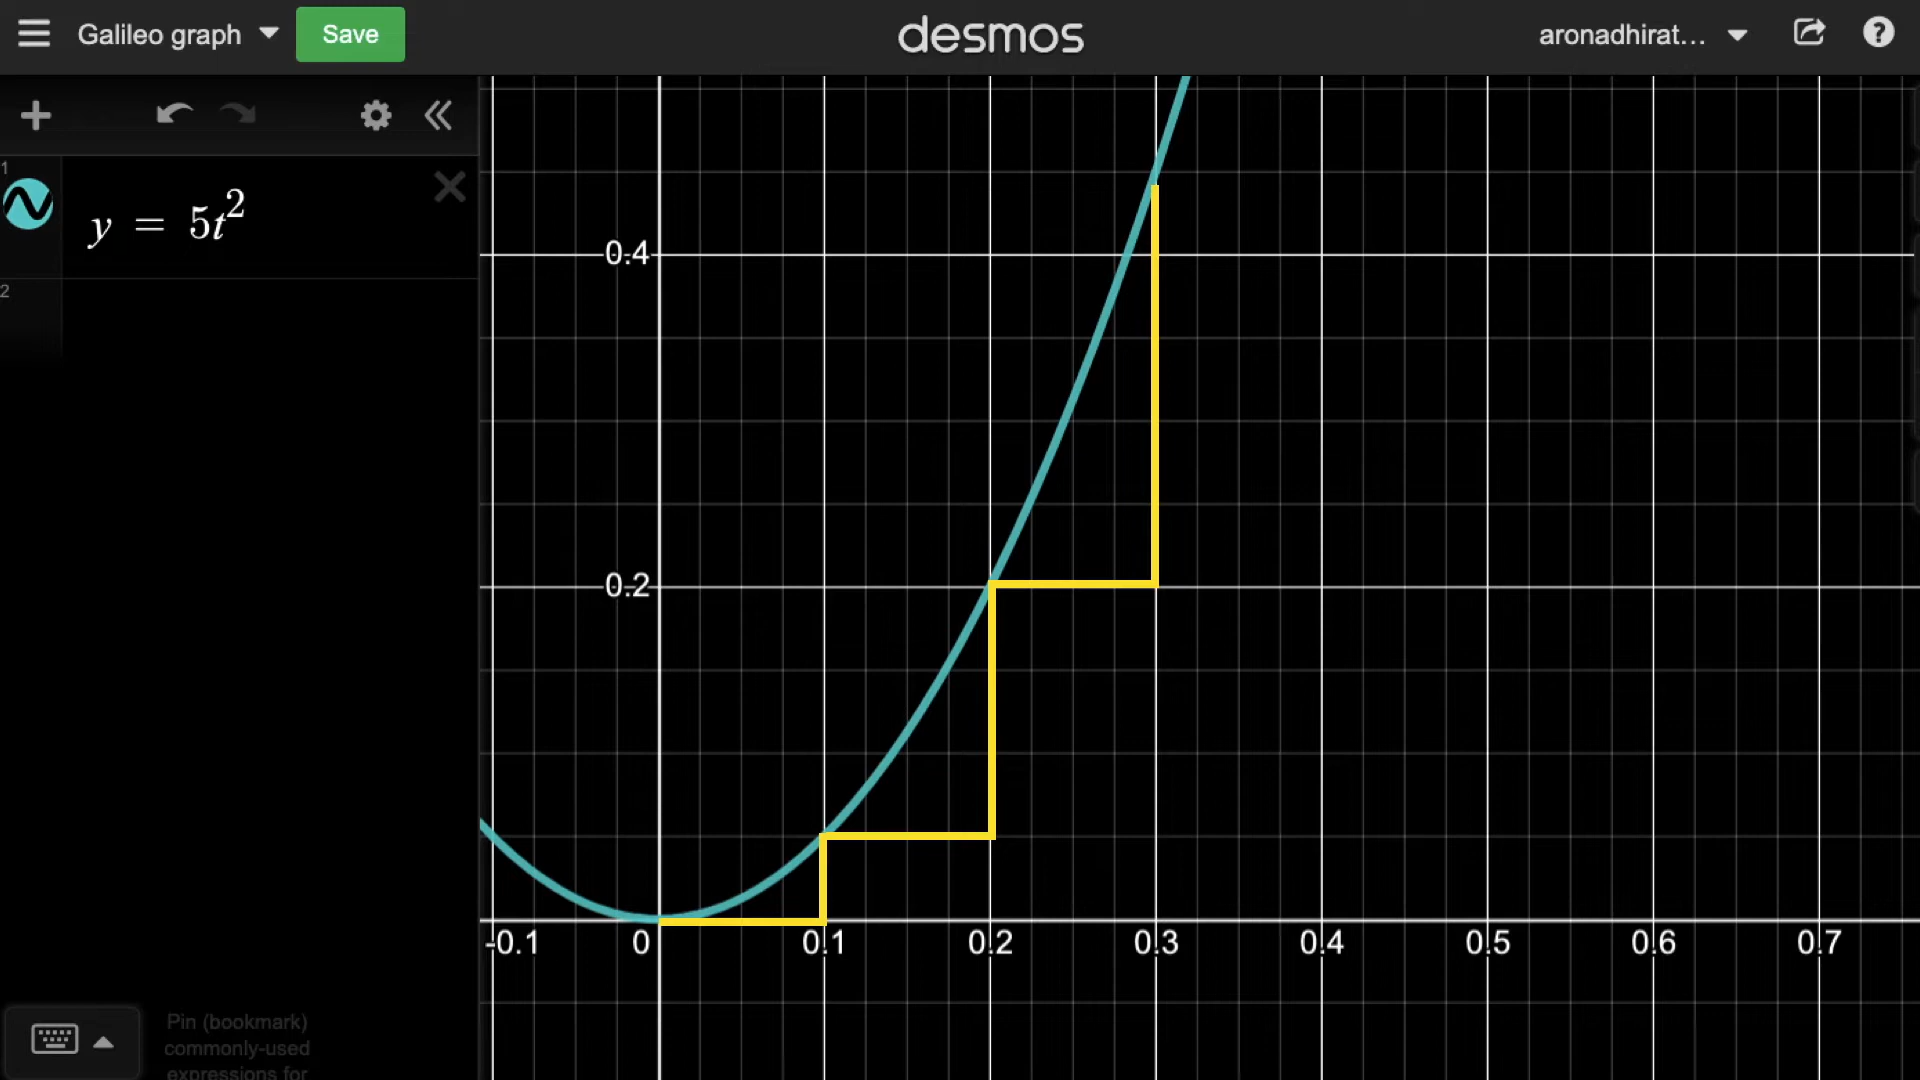 Galileo graph
Save
desmos
aronadhirat...
1
y = 5t²
2
0.4
0.2
-0.1 0 0.1 0.2 0.3 0.4 0.5 0.6 0.7
Pin (bookmark)
commonly-used
expressions for